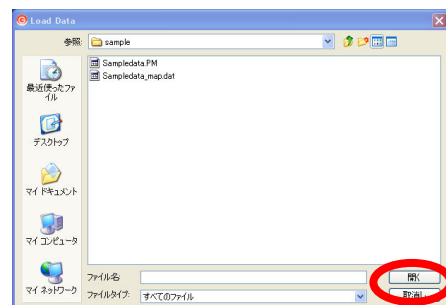 Load Data
参照:
sample
Sampledata.PM
Sampledata_map.dat
最近使ったファ
イル
デスクトップ
マイ ドキュメント
マイ コンピュータ
マイ ネットワーク
ファイル名:
開く
ファイルタイプ:
すべてのファイル
取消し